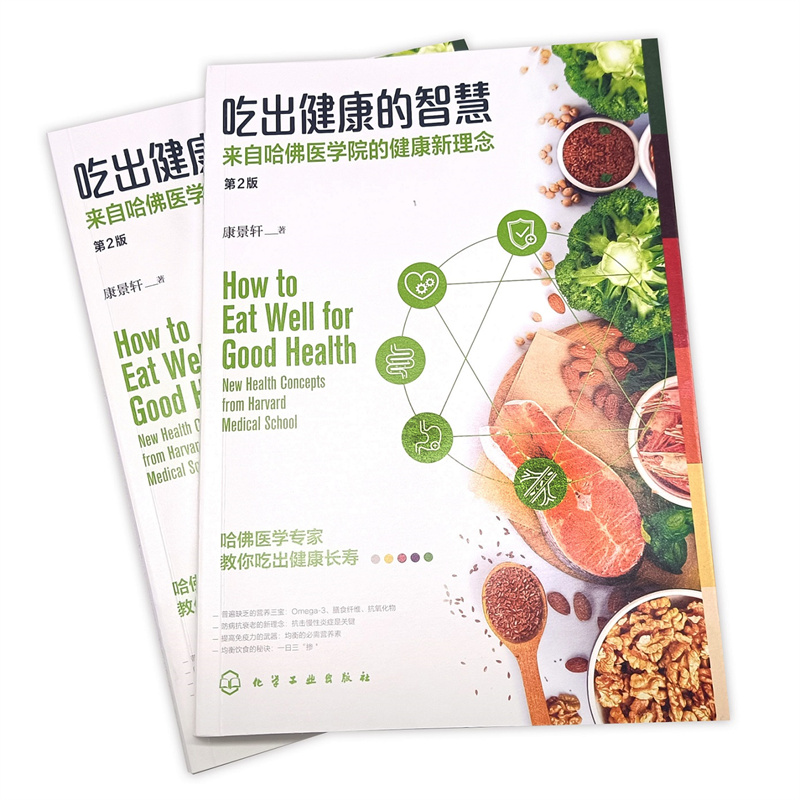 吃出健康的智慧
来自哈佛医学院的健康新理念
第2版
康景轩__著
How to
Eat Well for
Good Health
New Health Concepts
from Harvard
Medical School
哈佛医学专家
教你吃出健康长寿
普遍缺乏的营养三宝：Omega-3、膳食纤维、抗氧化物
防病抗衰老的新理念：抗击慢性炎症是关键
提高免疫力的武器：均衡的必需营养素
均衡饮食的秘诀：一日三“掺”
化学工业出版社
吃出健康
来自哈佛医学
第2版
康景轩__著
How to
Eat Well
Good H
New Health C
from Harvar
Medical Sc
哈佛
教你